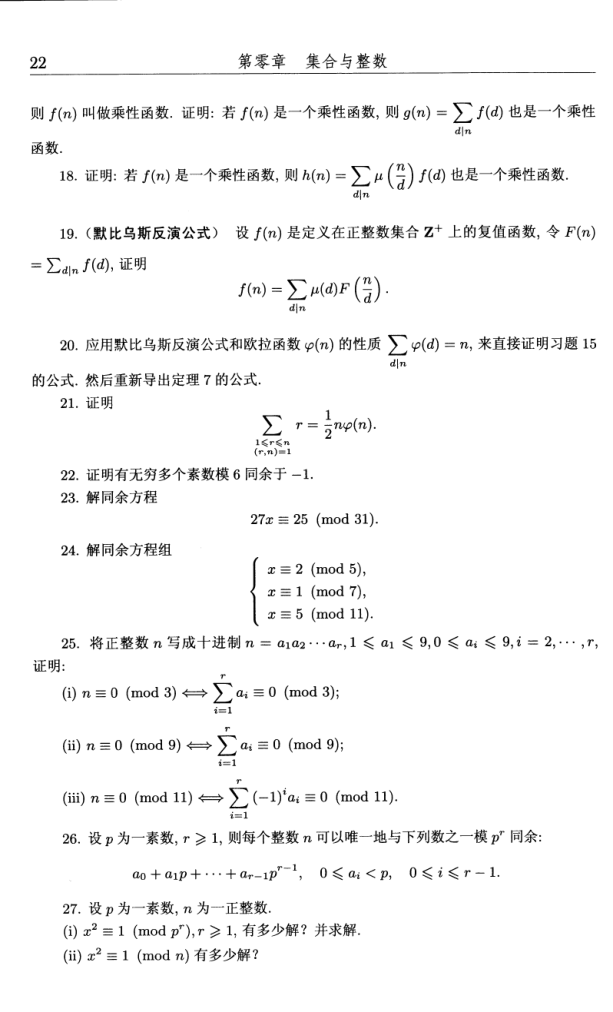 22 第零章 集合与整数
则 f(n) 叫做乘性函数. 证明: 若 f(n) 是一个乘性函数, 则 g(n) = ∑_{d|n} f(d) 也是一个乘性
函数.
18. 证明: 若 f(n) 是一个乘性函数, 则 h(n) = ∑_{d|n} μ(n/d) f(d) 也是一个乘性函数.
19.(默比乌斯反演公式) 设 f(n) 是定义在正整数集合 Z⁺ 上的复值函数, 令 F(n)
= ∑_{d|n} f(d), 证明
f(n) = ∑_{d|n} μ(d)F(n/d).
20. 应用默比乌斯反演公式和欧拉函数 φ(n) 的性质 ∑_{d|n} φ(d) = n, 来直接证明习题 15
的公式. 然后重新导出定理 7 的公式.
21. 证明
∑_{1⩽r⩽n, (r,n)=1} r = 1/2 nφ(n).
22. 证明有无穷多个素数模 6 同余于 −1.
23. 解同余方程
27x ≡ 25 (mod 31).
24. 解同余方程组
{ x ≡ 2 (mod 5),
x ≡ 1 (mod 7),
x ≡ 5 (mod 11).
25. 将正整数 n 写成十进制 n = a₁a₂⋯aᵣ, 1 ⩽ a₁ ⩽ 9, 0 ⩽ aᵢ ⩽ 9, i = 2,⋯,r,
证明:
(i) n ≡ 0 (mod 3) ⟺ ∑_{i=1}^{r} aᵢ ≡ 0 (mod 3);
(ii) n ≡ 0 (mod 9) ⟺ ∑_{i=1}^{r} aᵢ ≡ 0 (mod 9);
(iii) n ≡ 0 (mod 11) ⟺ ∑_{i=1}^{r} (−1)ⁱaᵢ ≡ 0 (mod 11).
26. 设 p 为一素数, r ⩾ 1, 则每个整数 n 可以唯一地与下列数之一模 pʳ 同余:
a₀ + a₁p + ⋯ + aᵣ₋₁pʳ⁻¹, 0 ⩽ aᵢ < p, 0 ⩽ i ⩽ r − 1.
27. 设 p 为一素数, n 为一正整数.
(i) x² ≡ 1 (mod pʳ), r ⩾ 1, 有多少解? 并求解.
(ii) x² ≡ 1 (mod n) 有多少解?